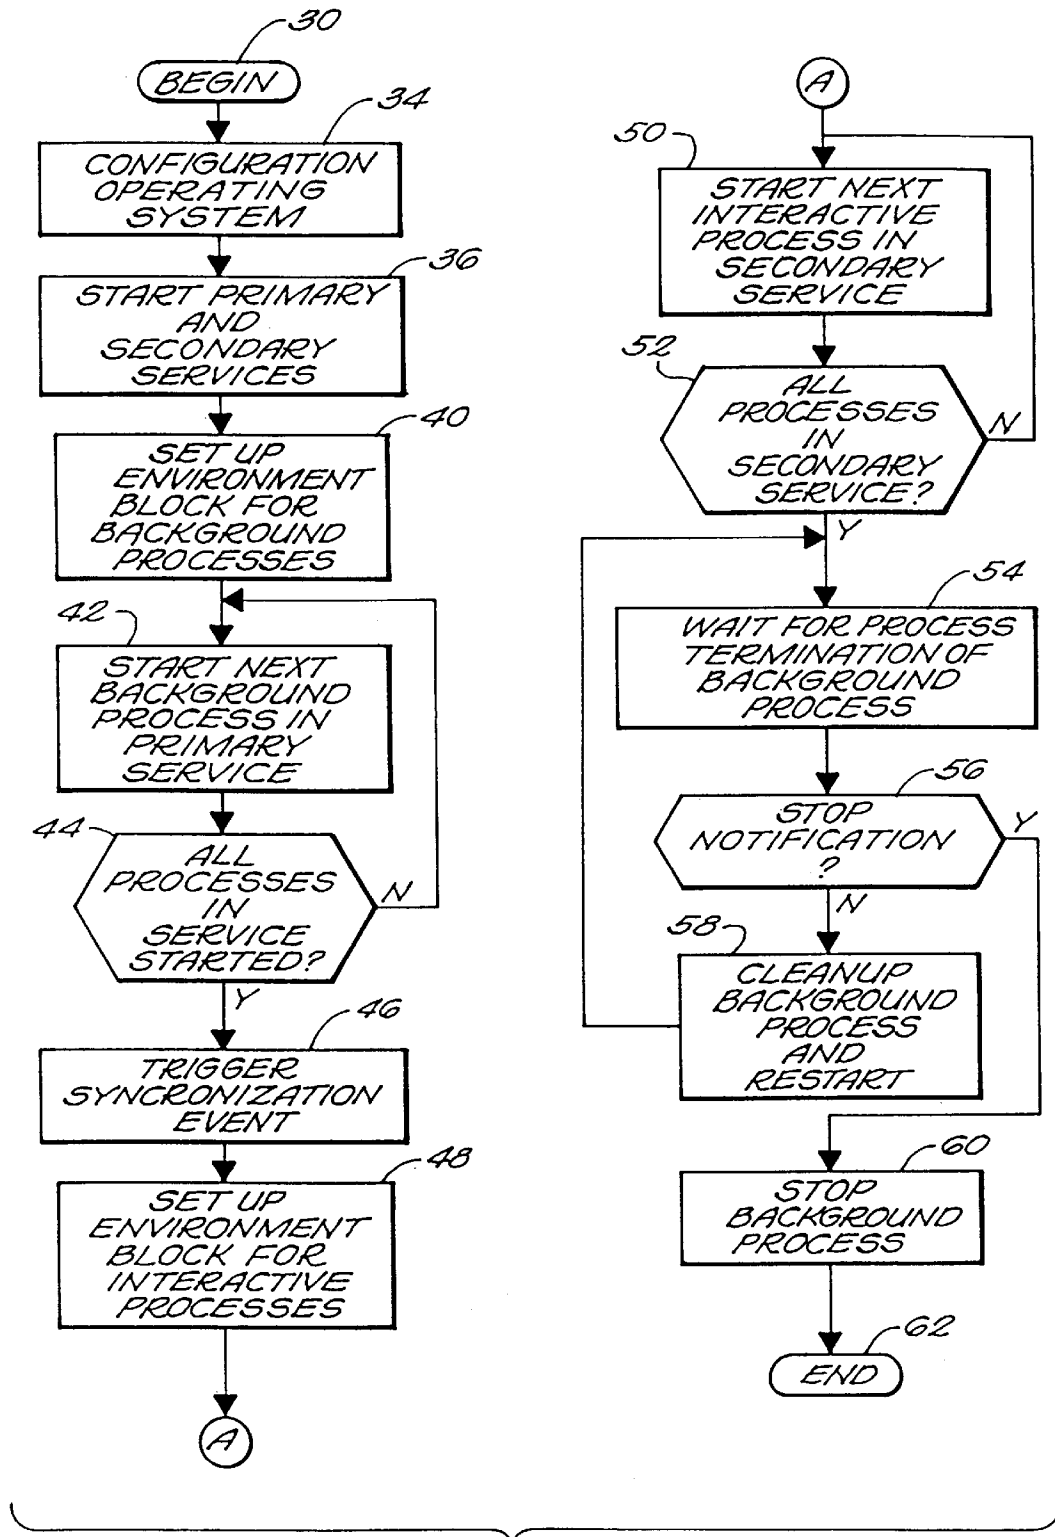 30
BEGIN
34
CONFIGURATION
OPERATING
SYSTEM
36
START PRIMARY
AND
SECONDARY
SERVICES
40
SET UP
ENVIRONMENT
BLOCK FOR
BACKGROUND
PROCESSES
42
START NEXT
BACKGROUND
PROCESS IN
PRIMARY
SERVICE
44
ALL
PROCESSES
IN
SERVICE
STARTED?
N
Y
46
TRIGGER
SYNCRONIZATION
EVENT
48
SET UP
ENVIRONMENT
BLOCK FOR
INTERACTIVE
PROCESSES
A
A
50
START NEXT
INTERACTIVE
PROCESS IN
SECONDARY
SERVICE
52
ALL
PROCESSES
IN
SECONDARY
SERVICE?
N
Y
54
WAIT FOR PROCESS
TERMINATION OF
BACKGROUND
PROCESS
56
STOP
NOTIFICATION
?
Y
N
58
CLEANUP
BACKGROUND
PROCESS
AND
RESTART
60
STOP
BACKGROUND
PROCESS
62
END